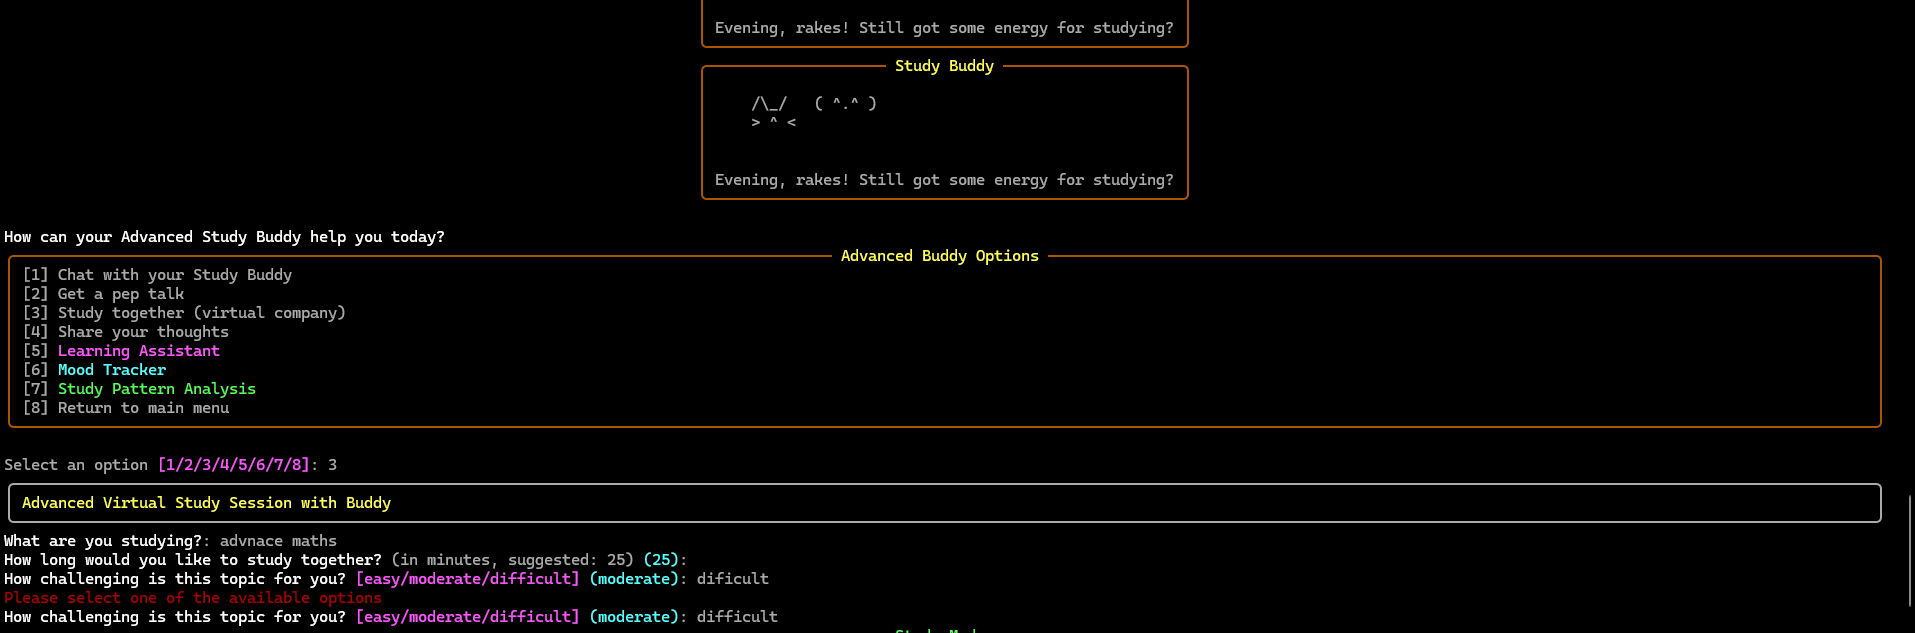 Evening, rakes! Still got some energy for studying?
Study Buddy
/\_/   ( ^.^ )
> ^ <
Evening, rakes! Still got some energy for studying?
How can your Advanced Study Buddy help you today?
Advanced Buddy Options
[1] Chat with your Study Buddy
[2] Get a pep talk
[3] Study together (virtual company)
[4] Share your thoughts
[5] Learning Assistant
[6] Mood Tracker
[7] Study Pattern Analysis
[8] Return to main menu
Select an option [1/2/3/4/5/6/7/8]: 3
Advanced Virtual Study Session with Buddy
What are you studying?: advnace maths
How long would you like to study together? (in minutes, suggested: 25) (25):
How challenging is this topic for you? [easy/moderate/difficult] (moderate): dificult
Please select one of the available options
How challenging is this topic for you? [easy/moderate/difficult] (moderate): difficult